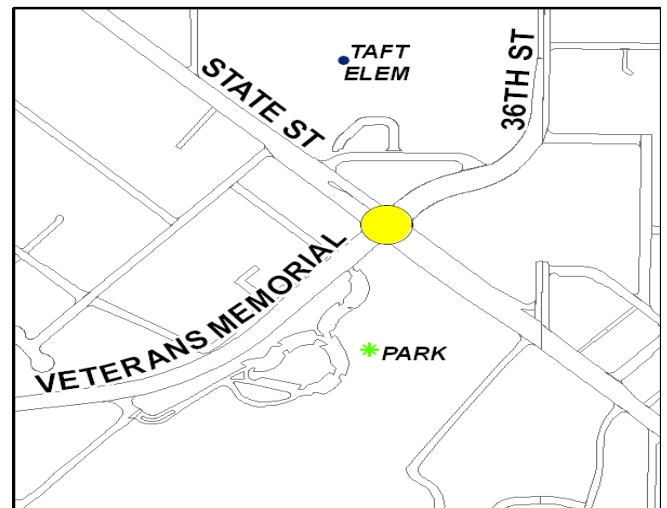 TAFT
ELEM
STATE ST
36TH ST
VETERANS MEMORIAL
PARK